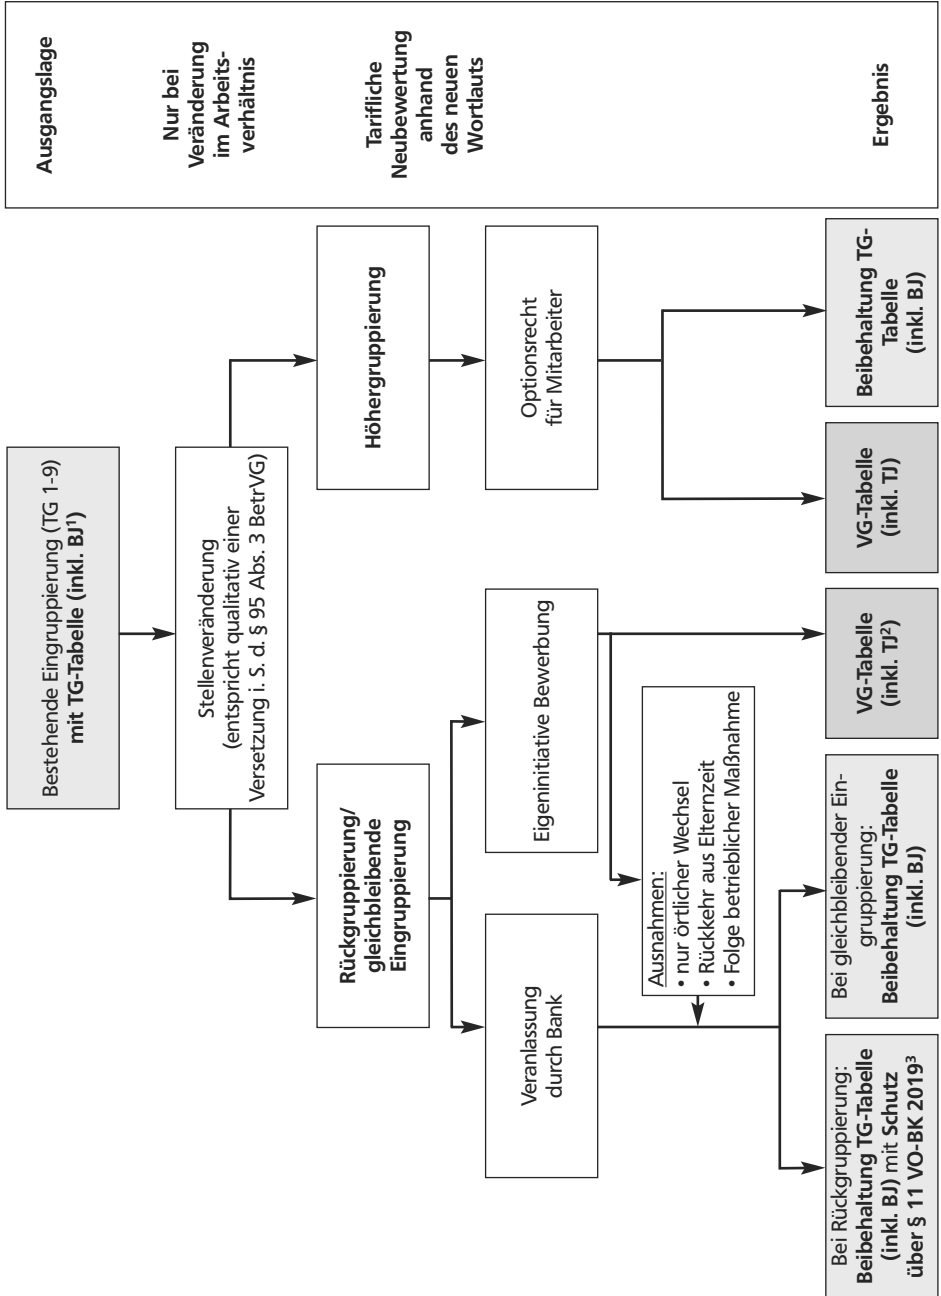 Ausgangslage
Nur bei
Veränderung
im Arbeits-
verhältnis
Tarifliche
Neubewertung
anhand
des neuen
Wortlauts
Ergebnis
Bestehende Eingruppierung (TG 1-9)
mit TG-Tabelle (inkl. BJ¹)
Stellenveränderung
(entspricht qualitativ einer
Versetzung i. S. d. § 95 Abs. 3 BetrVG)
Rückgruppierung/
gleichbleibende
Eingruppierung
Höhergruppierung
Veranlassung
durch Bank
Eigeninitiative Bewerbung
Optionsrecht
für Mitarbeiter
Ausnahmen:
• nur örtlicher Wechsel
• Rückkehr aus Elternzeit
• Folge betrieblicher Maßnahme
Bei Rückgruppierung:
Beibehaltung TG-Tabelle
(inkl. BJ) mit Schutz
über § 11 VO-BK 2019³
Bei gleichbleibender Ein-
gruppierung:
Beibehaltung TG-Tabelle
(inkl. BJ)
VG-Tabelle
(inkl. TJ²)
VG-Tabelle
(inkl. TJ)
Beibehaltung TG-
Tabelle
(inkl. BJ)